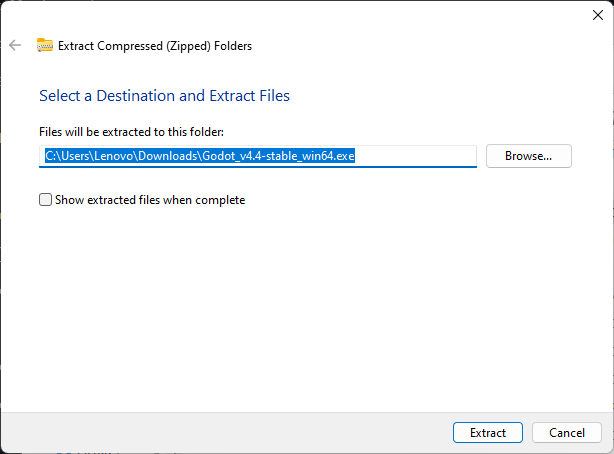 Extract Compressed (Zipped) Folders
Select a Destination and Extract Files
Files will be extracted to this folder:
C:\Users\Lenovo\Downloads\Godot_v4.4-stable_win64.exe
Browse...
Show extracted files when complete
Extract
Cancel